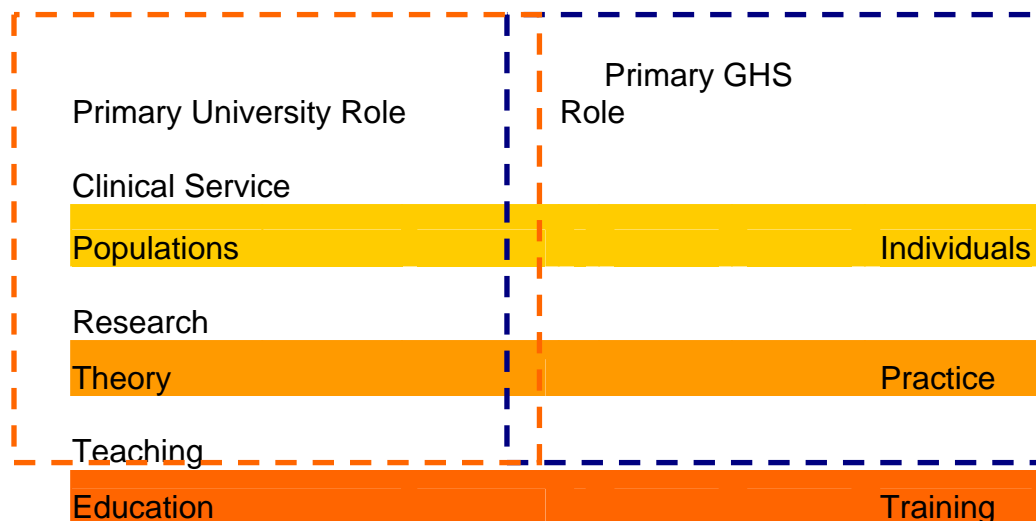 Primary GHS
Primary University Role Role
Clinical Service
Populations Individuals
Research
Theory Practice
Teaching
Education Training